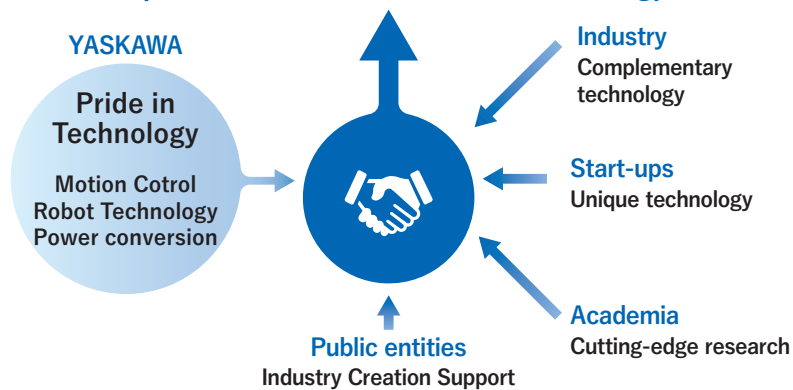 YASKAWA
Pride in
Technology
Motion Cotrol
Robot Technology
Power conversion
Industry
Complementary
technology
Start-ups
Unique technology
Academia
Cutting-edge research
Public entities
Industry Creation Support